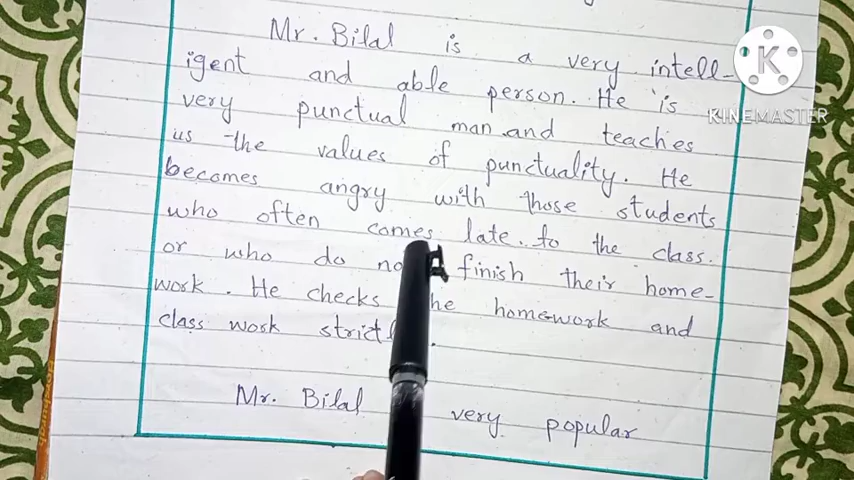 Mr. Bilal is a very intell-
igent and able person. He is
very punctual man and teaches
us the values of punctuality. He
becomes angry with those students
who often comes late to the class.
or who do finish their home-
work. He checks homework and
class work
Mr. Bilal very popular
K
KINEMASTER